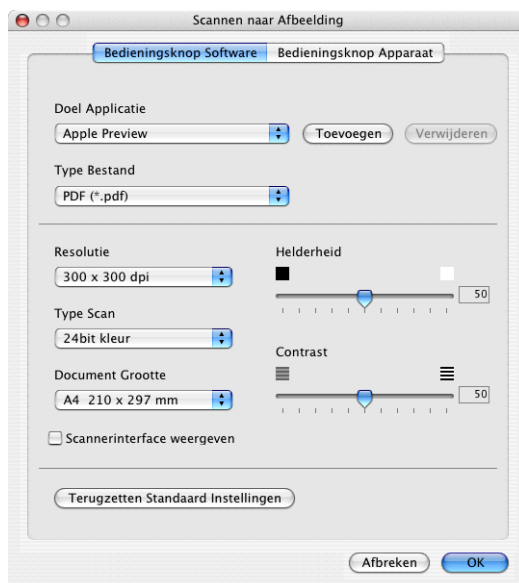 Scannen naar Afbeelding
Bedieningsknop Software Bedieningsknop Apparaat
Doel Applicatie
Apple Preview Toevoegen Verwijderen
Type Bestand
PDF (*.pdf)
Resolutie Helderheid
300 x 300 dpi
50
Type Scan
24bit kleur
Contrast
Document Grootte
A4 210 x 297 mm 50
Scannerinterface weergeven
Terugzetten Standaard Instellingen
Afbreken OK